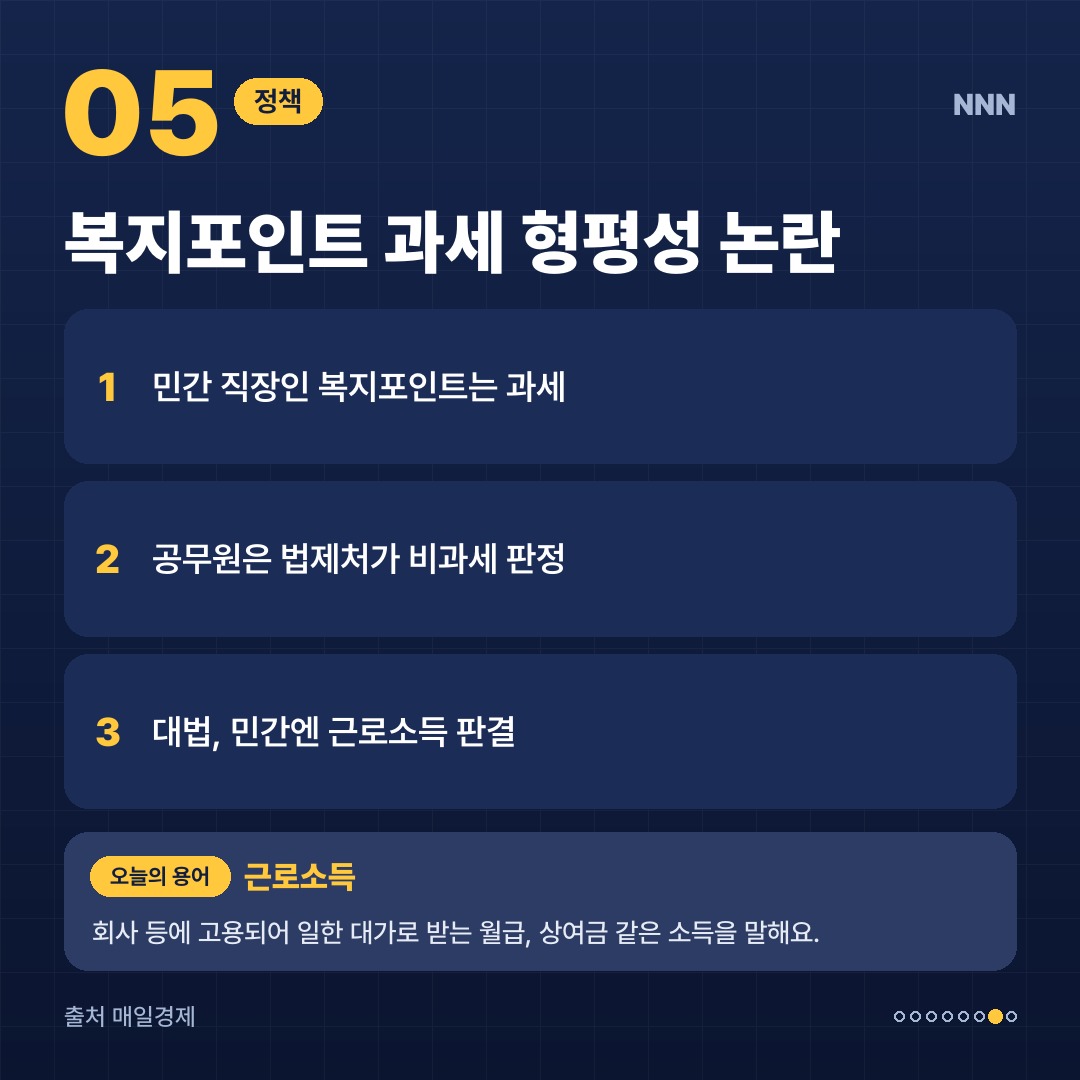 05 정책
NNN
복지포인트 과세 형평성 논란
1 민간 직장인 복지포인트는 과세
2 공무원은 법제처가 비과세 판정
3 대법, 민간엔 근로소득 판결
오늘의 용어 근로소득
회사 등에 고용되어 일한 대가로 받는 월급, 상여금 같은 소득을 말해요.
출처 매일경제